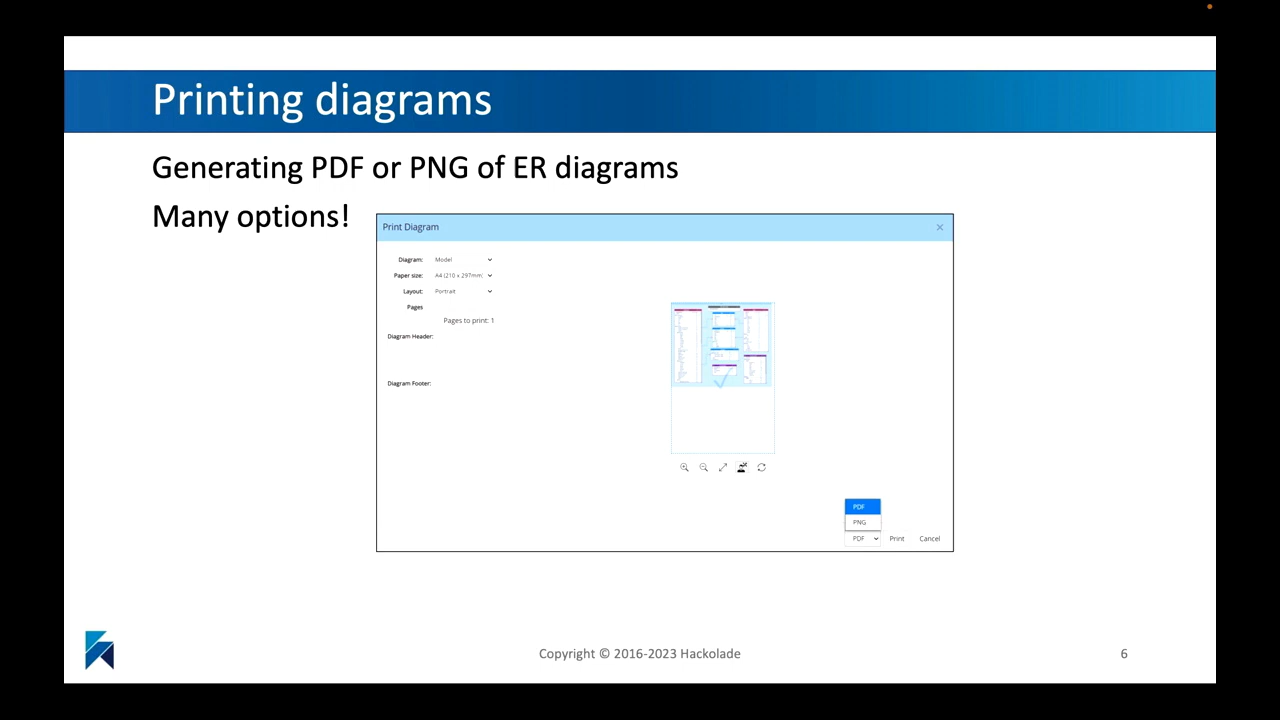 Printing diagrams
Generating PDF or PNG of ER diagrams
Many options!
Print Diagram
Diagram: Model
Paper size: A4 (210 x 297mm)
Layout: Portrait
Pages
Pages to print: 1
Diagram Header:
Diagram Footer:
PDF
PNG
PDF Print Cancel
Copyright © 2016-2023 Hackolade
6